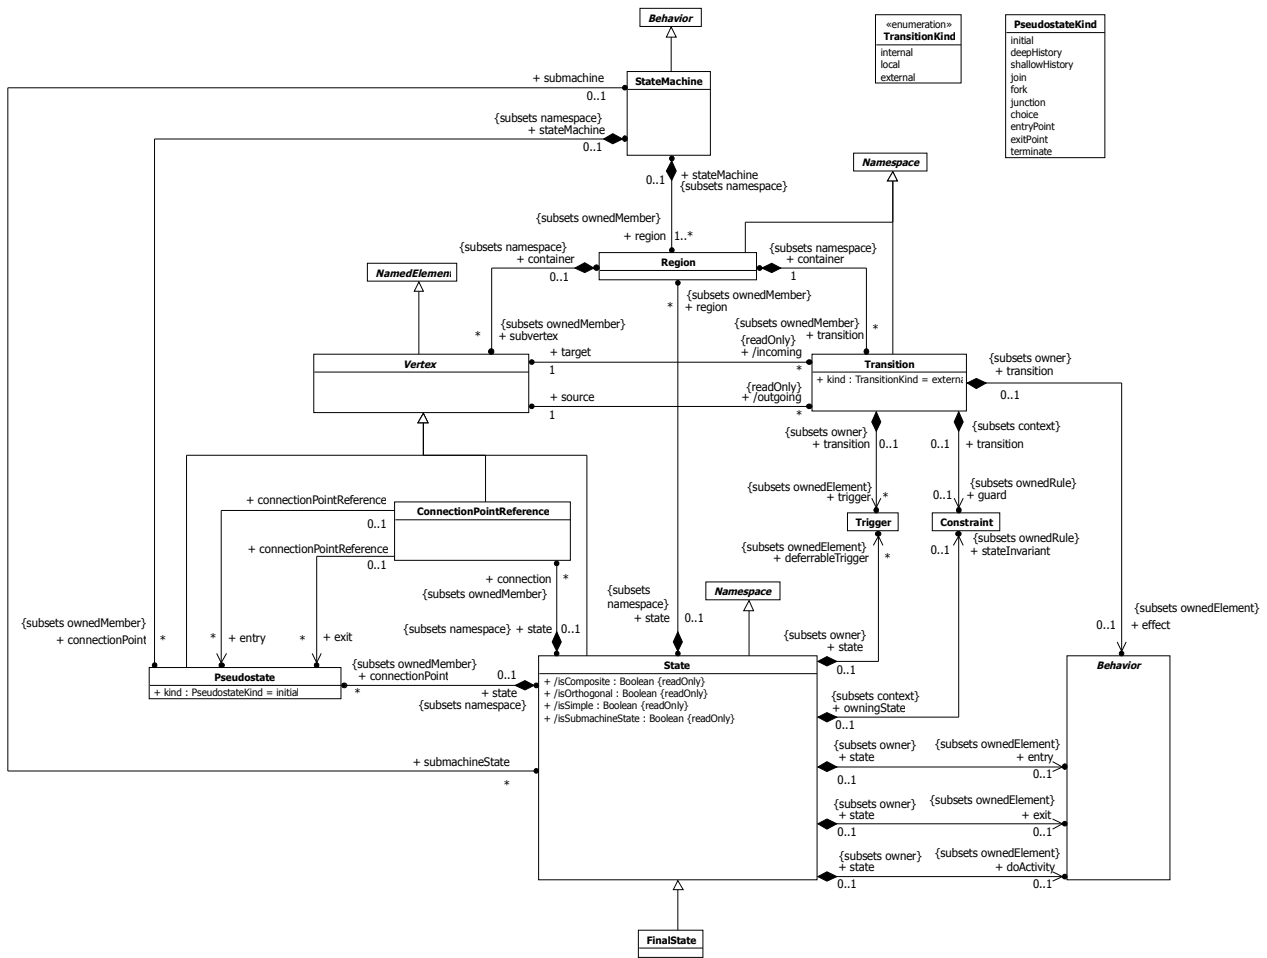 Behavior
«enumeration»
TransitionKind
internal
local
external
PseudostateKind
initial
deepHistory
shallowHistory
join
fork
junction
choice
entryPoint
exitPoint
terminate
+ submachine
0..1
StateMachine
{subsets namespace}
+ stateMachine
0..1
0..1
+ stateMachine
{subsets namespace}
Namespace
{subsets ownedMember}
+ region
1..*
{subsets namespace}
+ container
0..1
Region
{subsets namespace}
+ container
1
NamedElement
{subsets ownedMember}
+ subvertex
*
{subsets ownedMember}
+ region
*
{subsets ownedMember}
+ transition
*
Vertex
+ target
1
{readOnly}
+ /incoming
*
+ source
1
{readOnly}
+ /outgoing
*
Transition
+ kind : TransitionKind = externa
{subsets owner}
+ transition
0..1
{subsets owner}
+ transition
0..1
{subsets context}
0..1
+ transition
{subsets ownedElement}
+ trigger
*
{subsets ownedRule}
0..1
+ guard
Trigger
Constraint
{subsets ownedElement}
+ deferrableTrigger
*
{subsets ownedRule}
0..1
+ stateInvariant
+ connectionPointReference
0..1
ConnectionPointReference
+ connectionPointReference
0..1
+ connection
*
{subsets ownedMember}
{subsets namespace}
+ state
0..1
{subsets
namespace}
+ state
0..1
Namespace
{subsets ownedMember}
+ connectionPoint
*
*
+ entry
*
+ exit
{subsets owner}
+ state
0..1
{subsets ownedElement}
0..1
+ effect
Pseudostate
+ kind : PseudostateKind = initial
{subsets ownedMember}
+ connectionPoint
*
0..1
+ state
{subsets namespace}
State
+ /isComposite : Boolean {readOnly}
+ /isOrthogonal : Boolean {readOnly}
+ /isSimple : Boolean {readOnly}
+ /isSubmachineState : Boolean {readOnly}
{subsets context}
+ owningState
0..1
Behavior
+ submachineState
*
{subsets owner}
+ state
0..1
{subsets ownedElement}
+ entry
0..1
{subsets owner}
+ state
0..1
{subsets ownedElement}
+ exit
0..1
{subsets owner}
+ state
0..1
{subsets ownedElement}
+ doActivity
0..1
FinalState